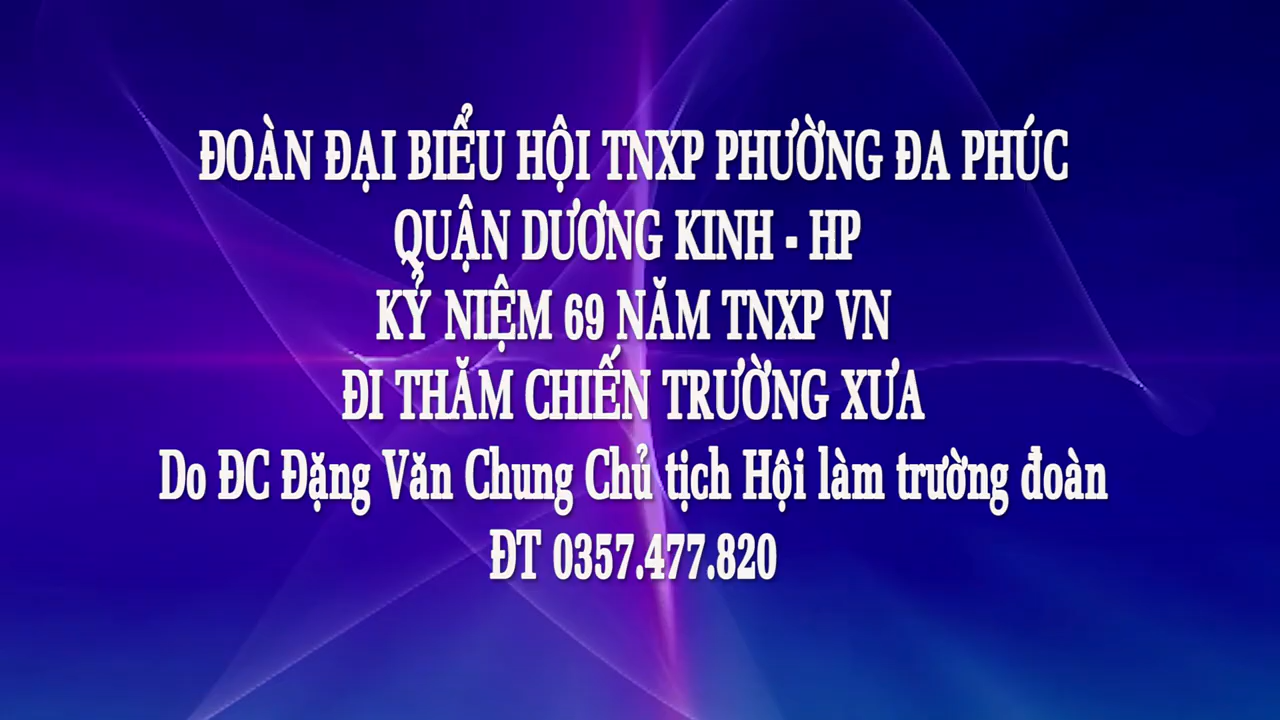 ĐOÀN ĐẠI BIỂU HỘI TNXP PHƯỜNG ĐA PHÚC
QUẬN DƯƠNG KINH - HP
KỶ NIỆM 69 NĂM TNXP VN
ĐI THĂM CHIẾN TRƯỜNG XƯA
Do ĐC Đặng Văn Chung Chủ tịch Hội làm trường đoàn
ĐT 0357.477.820